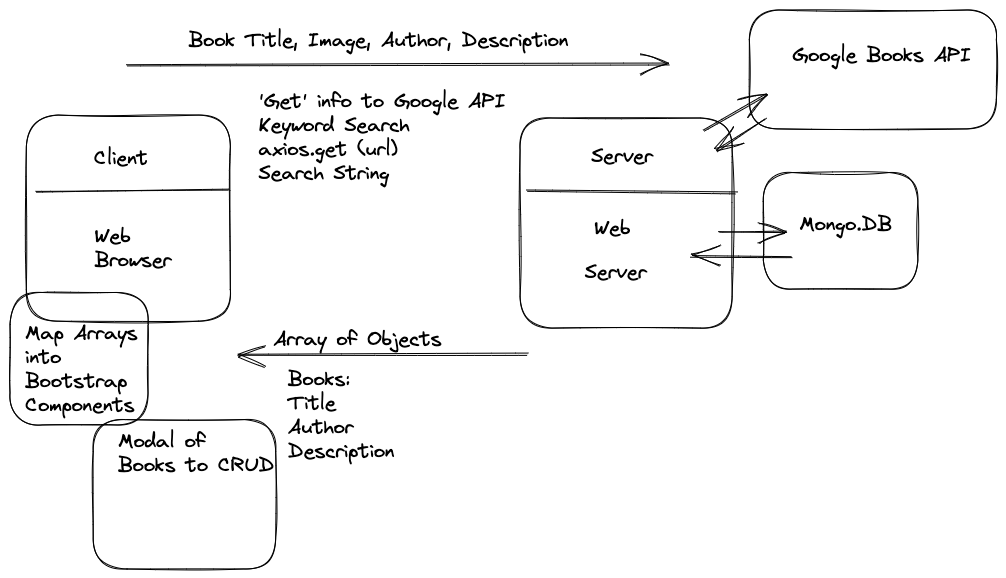 Book Title, Image, Author, Description
Google Books API
'Get' info to Google API
Keyword Search
axios.get (url)
Search String
Client
Web
Browser
Server
Web
Server
Mongo.DB
Map Arrays
into
Bootstrap
Components
Array of Objects
Books:
Title
Author
Description
Modal of
Books to CRUD